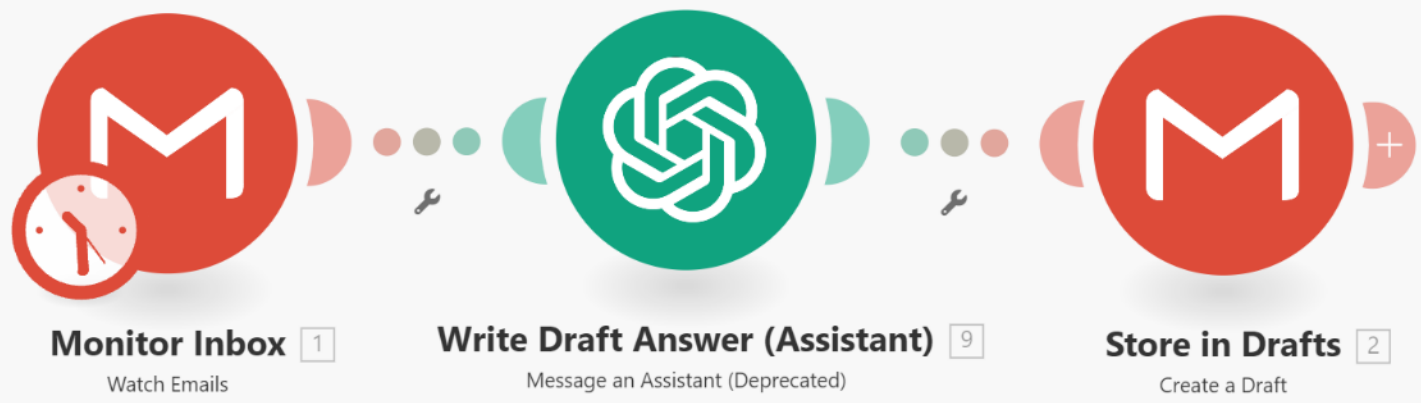 Monitor Inbox 1
Watch Emails
Write Draft Answer (Assistant) 9
Message an Assistant (Deprecated)
Store in Drafts 2
Create a Draft